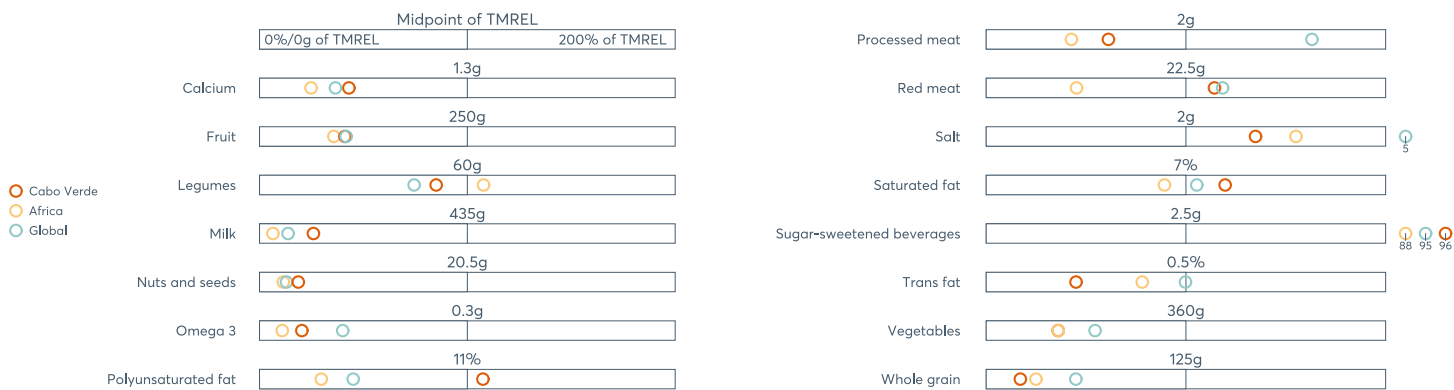 Midpoint of TMREL
0%/0g of TMREL 200% of TMREL
1.3g
Calcium
250g
Fruit
60g
Legumes
435g
Milk
20.5g
Nuts and seeds
0.3g
Omega 3
11%
Polyunsaturated fat
Cabo Verde
Africa
Global
2g
Processed meat
22.5g
Red meat
2g
Salt
5
7%
Saturated fat
2.5g
Sugar-sweetened beverages
88 95 96
0.5%
Trans fat
360g
Vegetables
125g
Whole grain